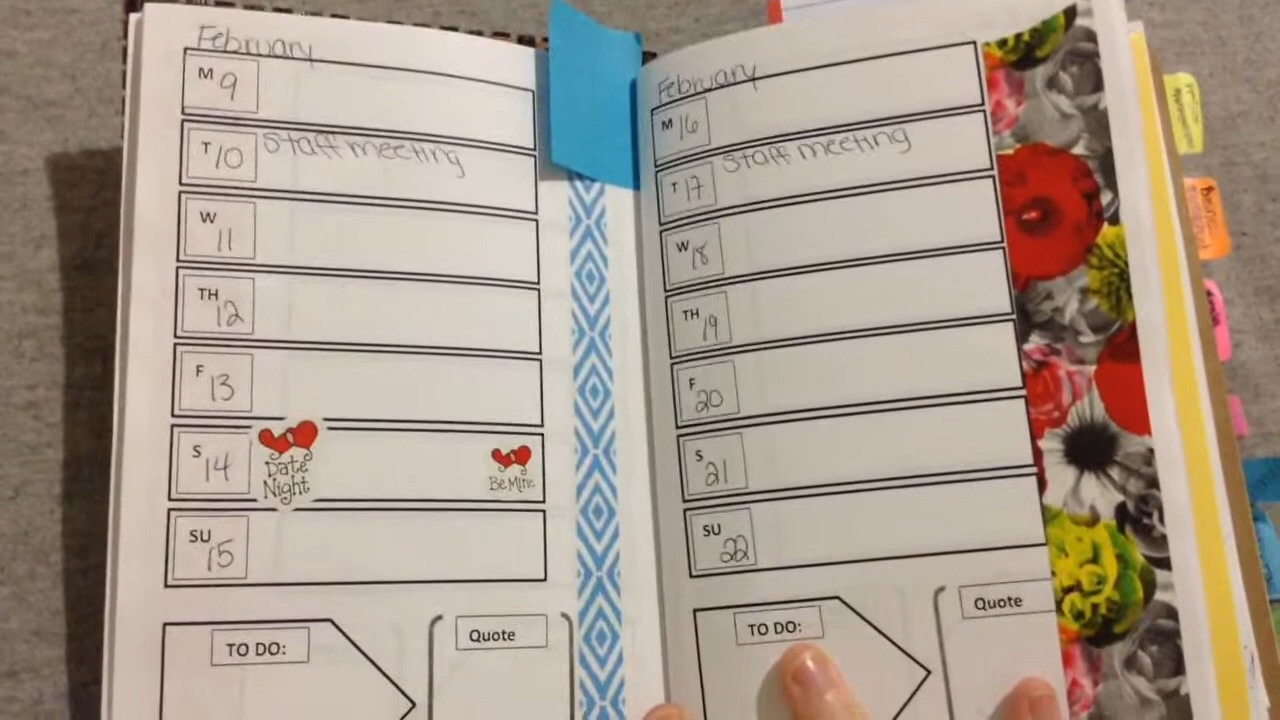 February
M 9
T 10 Staff meeting
W 11
TH 12
F 13
S 14 Date Night Be Mine
SU 15
TO DO:
Quote
February
M 16
T 17 Staff meeting
W 18
TH 19
F 20
S 21
SU 22
TO DO:
Quote